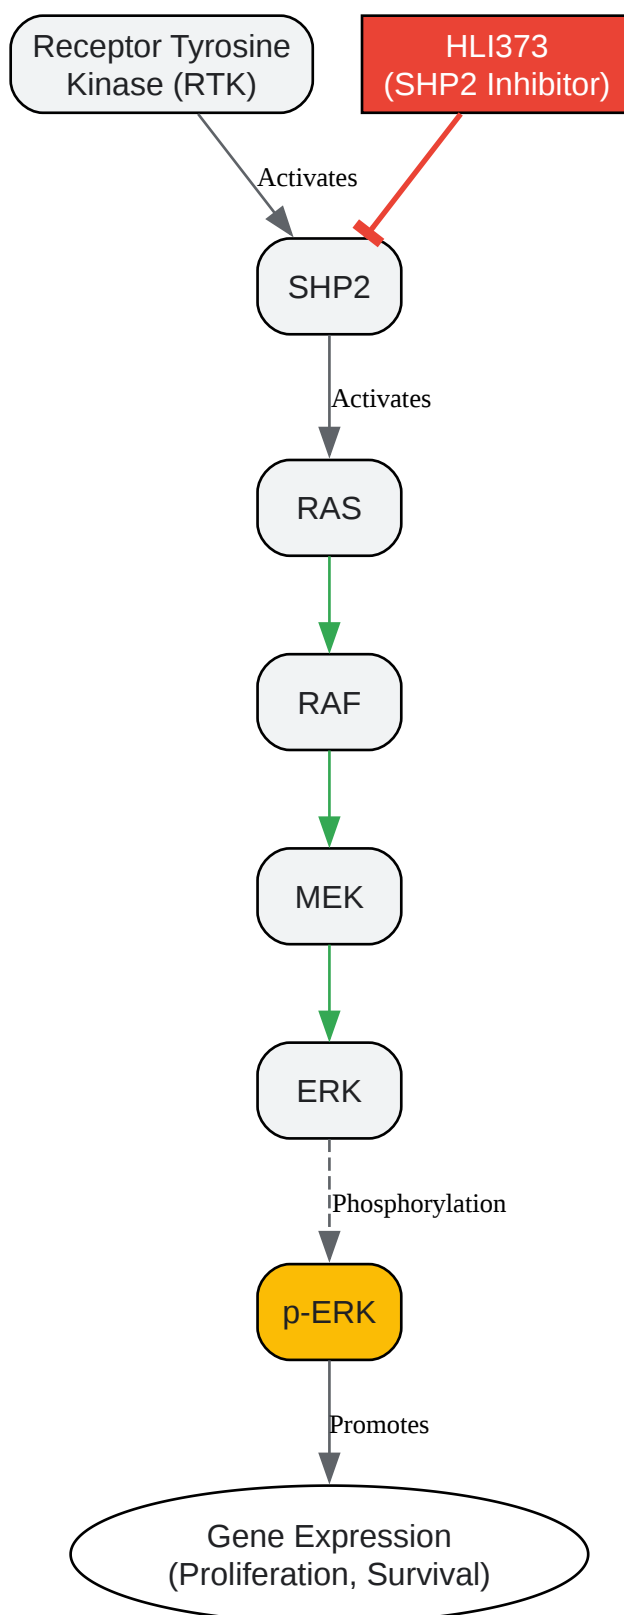 Receptor Tyrosine
Kinase (RTK)
HLI373
(SHP2 Inhibitor)
Activates
SHP2
Activates
RAS
RAF
MEK
ERK
Phosphorylation
p-ERK
Promotes
Gene Expression
(Proliferation, Survival)